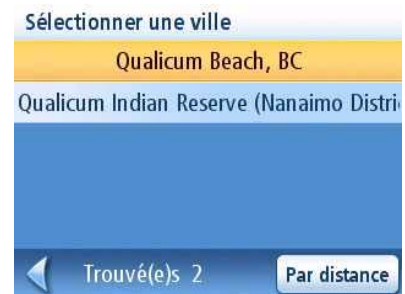 Sélectionner une ville
Qualicum Beach, BC
Qualicum Indian Reserve (Nanaimo Distri
Trouvé(e)s 2
Par distance